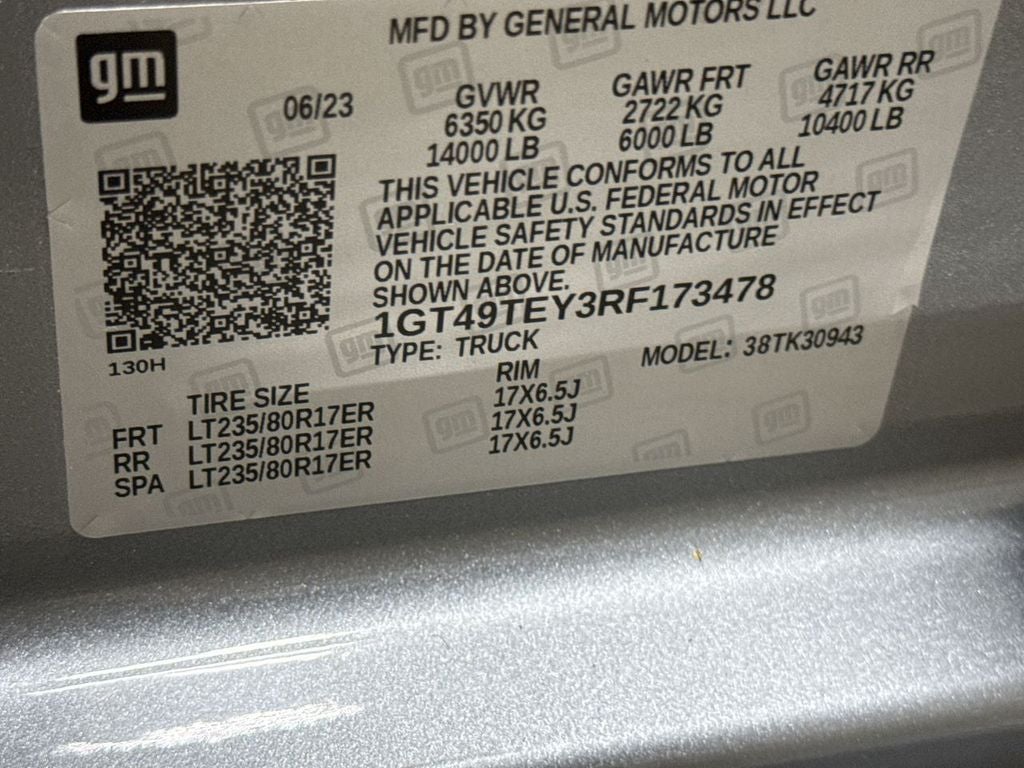 MFD BY GENERAL MOTORS LLC
gm
06/23
GVWR GAWR FRT GAWR RR
6350 KG 2722 KG 4717 KG
14000 LB 6000 LB 10400 LB
THIS VEHICLE CONFORMS TO ALL
APPLICABLE U.S. FEDERAL MOTOR
VEHICLE SAFETY STANDARDS IN EFFECT
ON THE DATE OF MANUFACTURE
SHOWN ABOVE.
1GT49TEY3RF173478
130H
TYPE: TRUCK MODEL: 38TK30943
TIRE SIZE RIM
FRT LT235/80R17ER 17X6.5J
RR LT235/80R17ER 17X6.5J
SPA LT235/80R17ER 17X6.5J